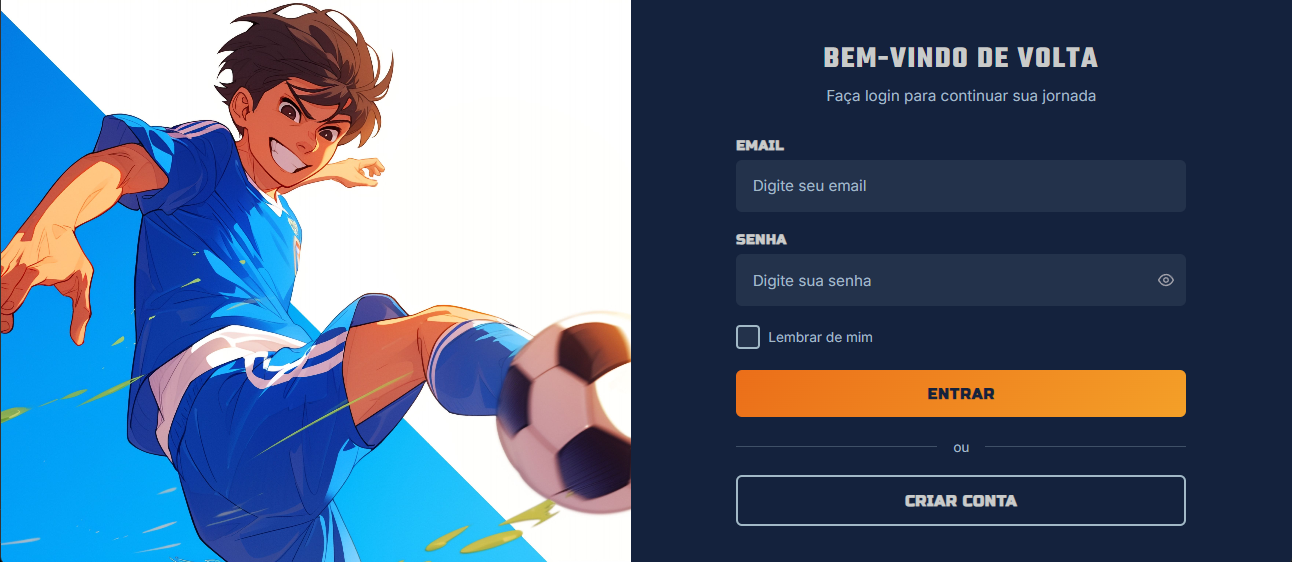 BEM-VINDO DE VOLTA
Faça login para continuar sua jornada
EMAIL
Digite seu email
SENHA
Digite sua senha
Lembrar de mim
ENTRAR
ou
CRIAR CONTA